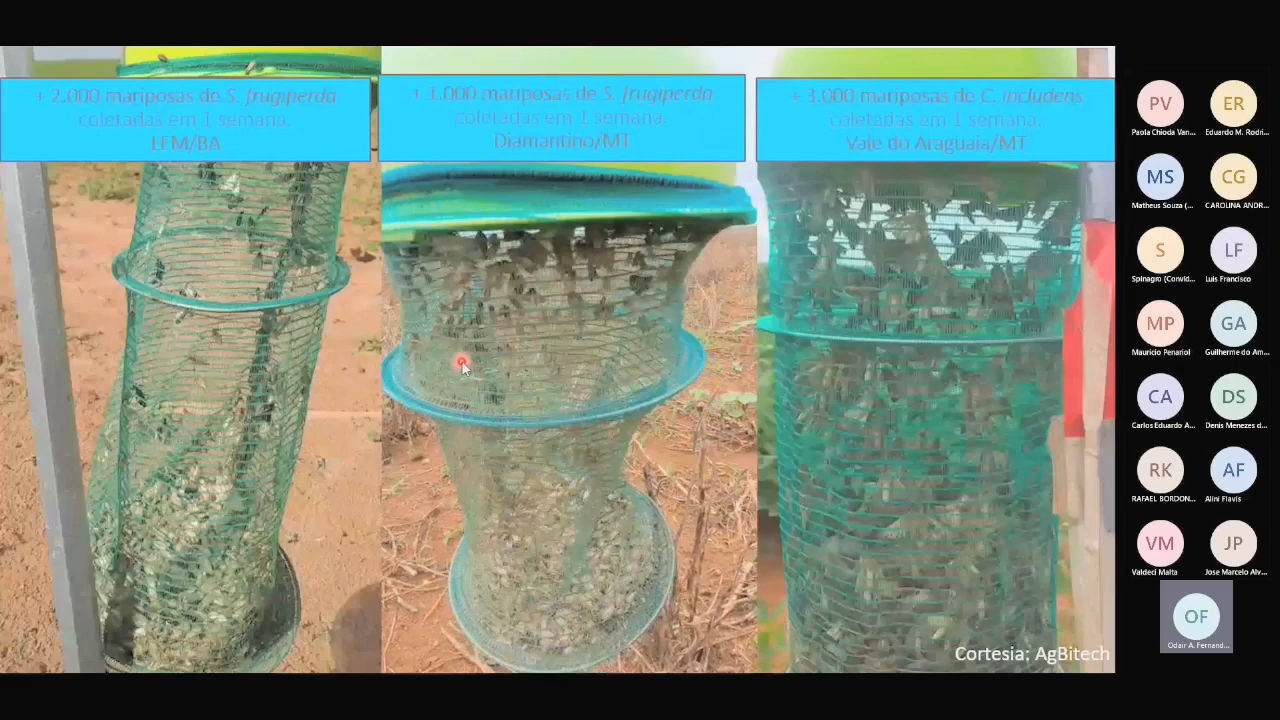 + 2.000 mariposas de S. frugiperda
coletadas em 1 semana.
LEM/BA
+ 1.000 mariposas de S. frugiperda
coletadas em 1 semana.
Diamantino/MT
+ 3.000 mariposas de C. includens
coletadas em 1 semana.
Vale do Araguaia/MT
Cortesia: AgBitech
PV
Paola Chioda Van...
ER
Eduardo M. Rodri...
MS
Matheus Souza (...
CG
CAROLINA ANDR...
S
Spinagro (Convid...
LF
Luis Francisco
MP
Mauricio Penariol
GA
Guilherme do Am...
CA
Carlos Eduardo A...
DS
Denis Menezes d...
RK
RAFAEL BORDON...
AF
Alini Flavis
VM
Valdeci Malta
JP
Jose Marcelo Alv...
OF
Odair A. Fernand...